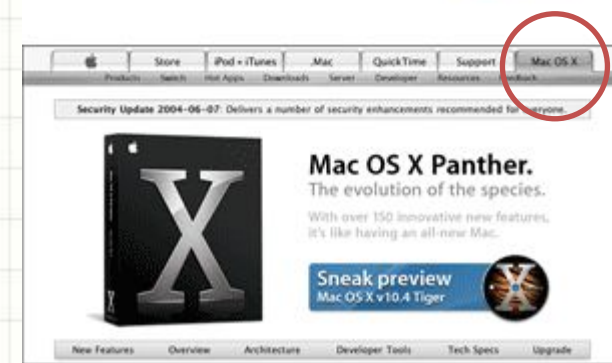 Store iPod + iTunes .Mac QuickTime Support Mac OS X
Products Switch Hot Apps Downloads Server Developer Resources Feedback
Security Update 2004-06-07: Delivers a number of security enhancements recommended for everyone.
X
Mac OS X Panther.
The evolution of the species.
With over 150 innovative new features,
it's like having an all-new Mac.
Sneak preview
Mac OS X v10.4 Tiger
X
New Features Overview Architecture Developer Tools Tech Specs Upgrade